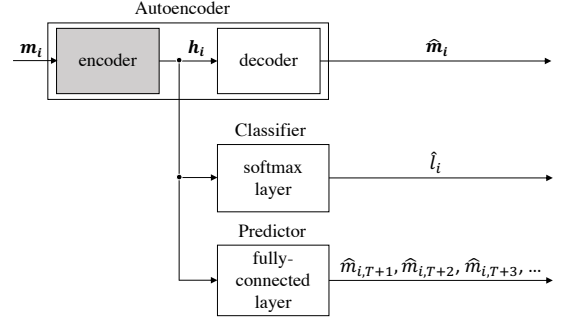 Autoencoder
m_i encoder h_i decoder m̂_i
Classifier
softmax
layer
l̂_i
Predictor
fully-
connected
layer
m̂_{i,T+1}, m̂_{i,T+2}, m̂_{i,T+3}, ...